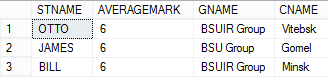 STNAME AVERAGEMARK GNAME CNAME
1 OTTO 6 BSUIR Group Vitebsk
2 JAMES 6 BSU Group Gomel
3 BILL 6 BSUIR Group Minsk